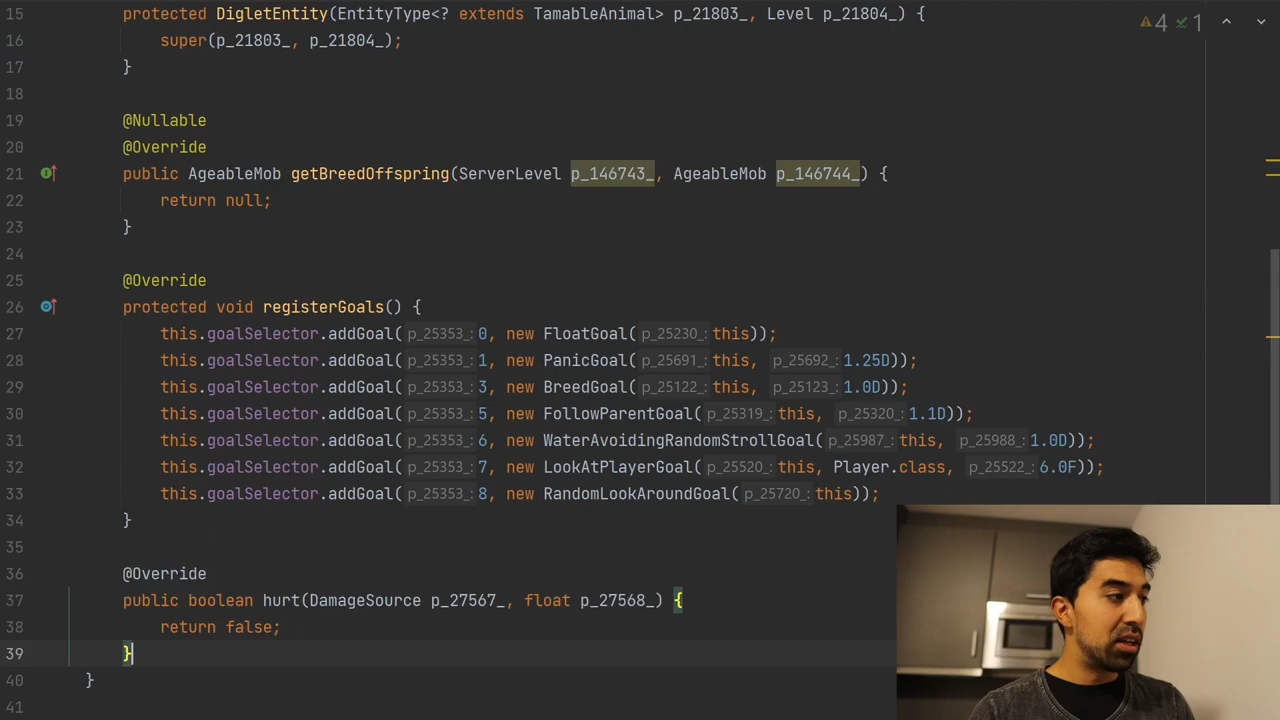 15 protected DigletEntity(EntityType<? extends TamableAnimal> p_21803_, Level p_21804_) {
4 1
16 super(p_21803_, p_21804_);
17 }
18
19 @Nullable
20 @Override
21 public AgeableMob getBreedOffspring(ServerLevel p_146743_, AgeableMob p_146744_) {
22 return null;
23 }
24
25 @Override
26 protected void registerGoals() {
27 this.goalSelector.addGoal( p_25353_: 0, new FloatGoal( p_25230_: this));
28 this.goalSelector.addGoal( p_25353_: 1, new PanicGoal( p_25691_: this, p_25692_: 1.25D));
29 this.goalSelector.addGoal( p_25353_: 3, new BreedGoal( p_25122_: this, p_25123_: 1.0D));
30 this.goalSelector.addGoal( p_25353_: 5, new FollowParentGoal( p_25319_: this, p_25320_: 1.1D));
31 this.goalSelector.addGoal( p_25353_: 6, new WaterAvoidingRandomStrollGoal( p_25987_: this, p_25988_: 1.0D));
32 this.goalSelector.addGoal( p_25353_: 7, new LookAtPlayerGoal( p_25520_: this, Player.class, p_25522_: 6.0F));
33 this.goalSelector.addGoal( p_25353_: 8, new RandomLookAroundGoal( p_25720_: this));
34 }
35
36 @Override
37 public boolean hurt(DamageSource p_27567_, float p_27568_) {
38 return false;
39 }
40 }
41